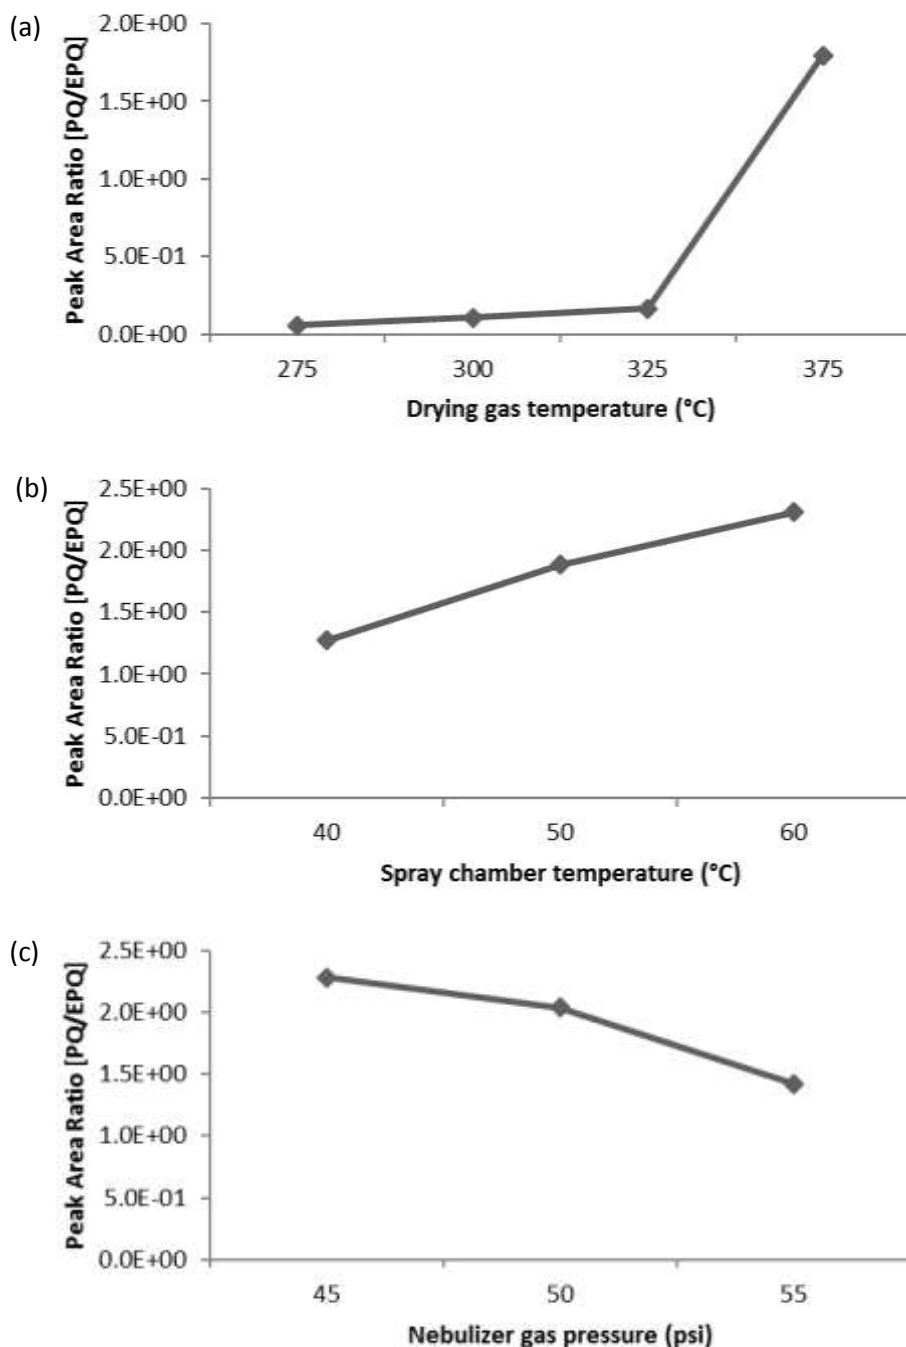 (a)
Peak Area Ratio [PQ/EPQ]
2.0E+00
1.5E+00
1.0E+00
5.0E-01
0.0E+00
275 300 325 375
Drying gas temperature (°C)
(b)
Peak Area Ratio [PQ/EPQ]
2.5E+00
2.0E+00
1.5E+00
1.0E+00
5.0E-01
0.0E+00
40 50 60
Spray chamber temperature (°C)
(c)
Peak Area Ratio [PQ/EPQ]
2.5E+00
2.0E+00
1.5E+00
1.0E+00
5.0E-01
0.0E+00
45 50 55
Nebulizer gas pressure (psi)